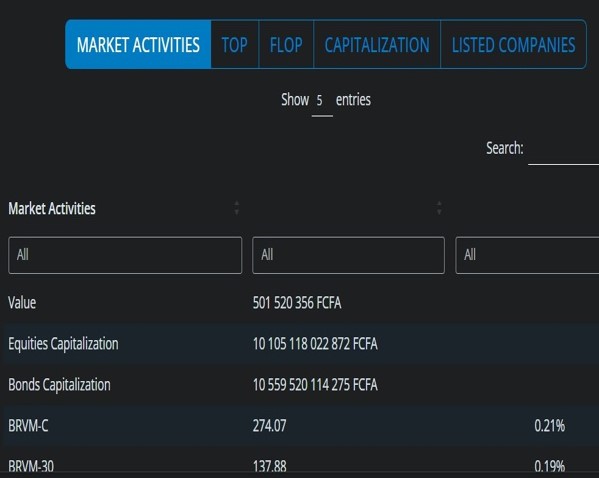 MARKET ACTIVITIES TOP FLOP CAPITALIZATION LISTED COMPANIES
Show 5 entries
Search:
Market Activities
All All All
Value 501 520 356 FCFA
Equities Capitalization 10 105 118 022 872 FCFA
Bonds Capitalization 10 559 520 114 275 FCFA
BRVM-C 274.07 0.21%
BRVM-30 137.88 0.19%